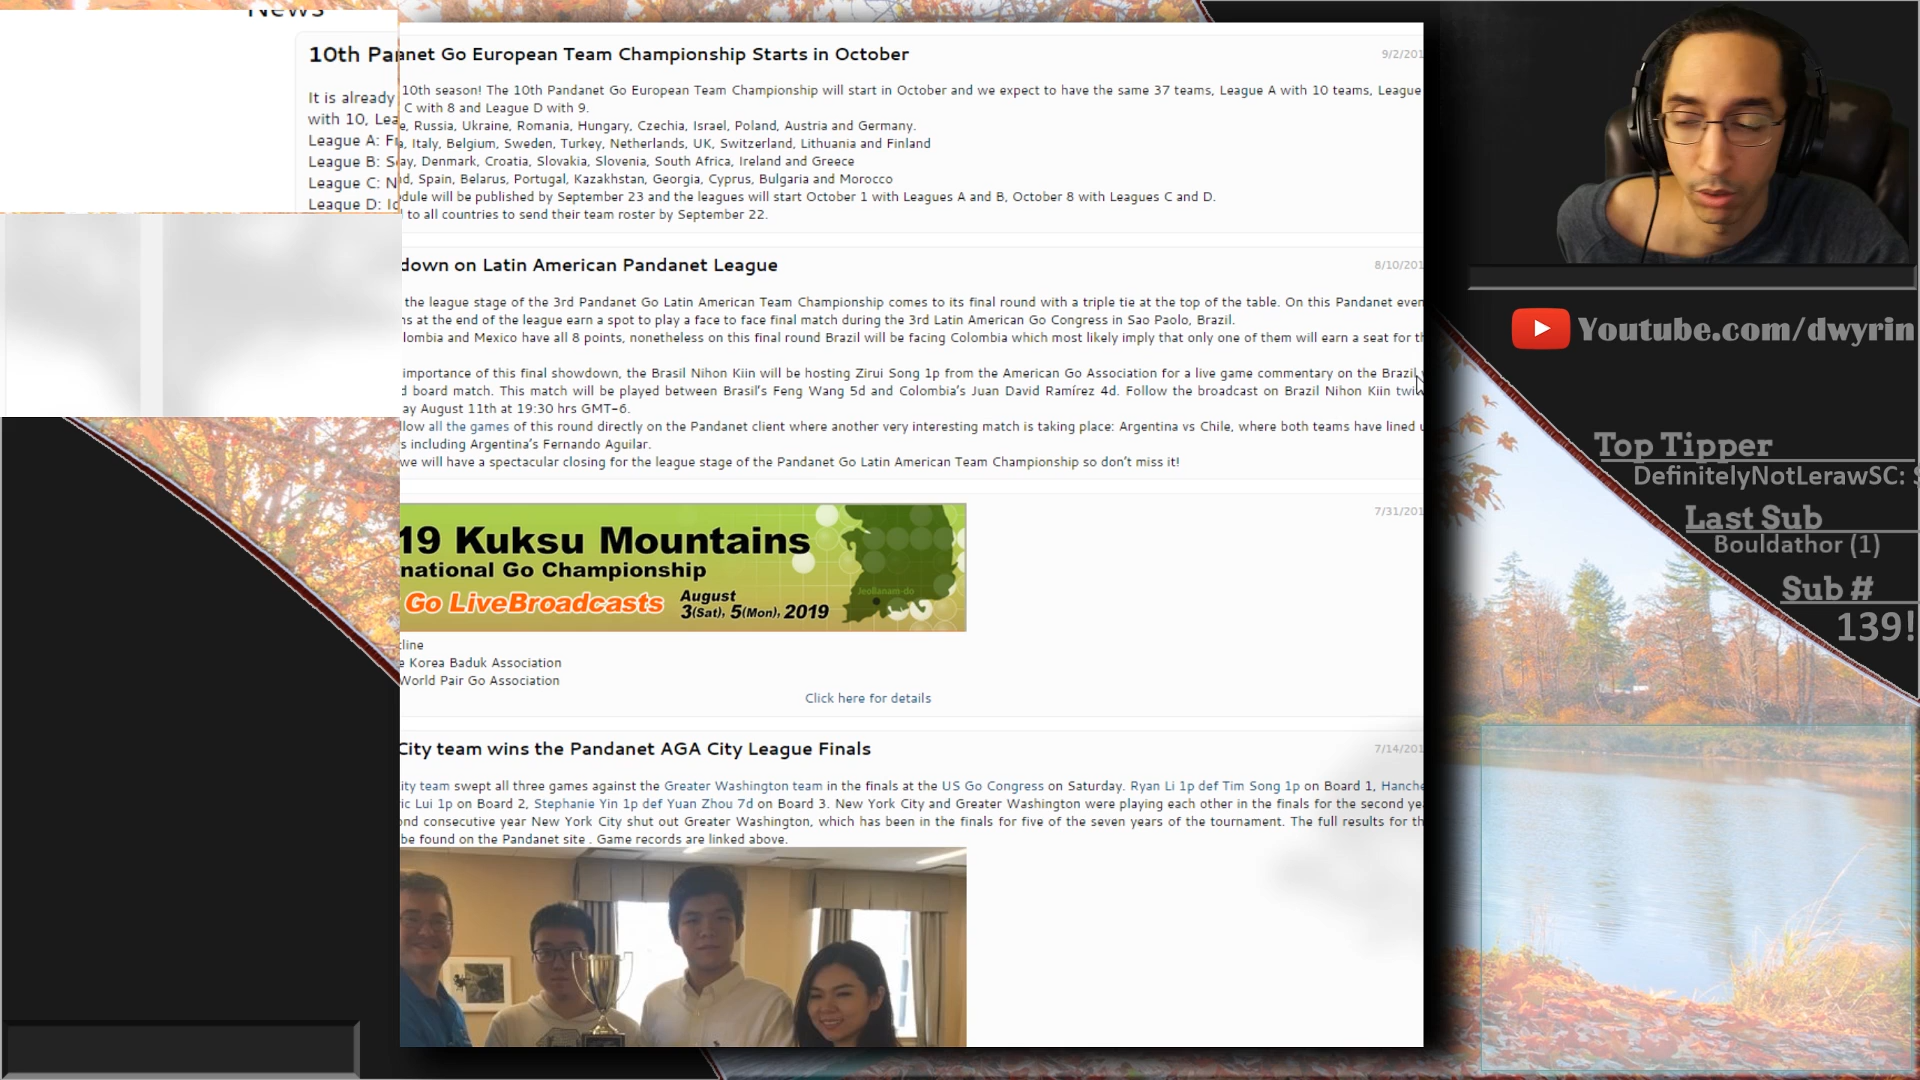 News
10th Pa
anet Go European Team Championship Starts in October
9/2/201
It is already
with 10, Lea
League A: F
League B: S
League C: N
League D:
10th season! The 10th Pandanet Go European Team Championship will start in October and we expect to have the same 37 teams, League A with 10 teams, League
C with 8 and League D with 9.
e, Russia, Ukraine, Romania, Hungary, Czechia, Israel, Poland, Austria and Germany.
a, Italy, Belgium, Sweden, Turkey, Netherlands, UK, Switzerland, Lithuania and Finland
ay, Denmark, Croatia, Slovakia, Slovenia, South Africa, Ireland and Greece
d, Spain, Belarus, Portugal, Kazakhstan, Georgia, Cyprus, Bulgaria and Morocco
dule will be published by September 23 and the leagues will start October 1 with Leagues A and B, October 8 with Leagues C and D.
to all countries to send their team roster by September 22.
down on Latin American Pandanet League
8/10/201
the league stage of the 3rd Pandanet Go Latin American Team Championship comes to its final round with a triple tie at the top of the table. On this Pandanet even
ns at the end of the league earn a spot to play a face to face final match during the 3rd Latin American Go Congress in Sao Paolo, Brazil.
lombia and Mexico have all 8 points, nonetheless on this final round Brazil will be facing Colombia which most likely imply that only one of them will earn a seat for th
importance of this final showdown, the Brasil Nihon Kiin will be hosting Zirui Song 1p from the American Go Association for a live game commentary on the Brazil
d board match. This match will be played between Brasil's Feng Wang 5d and Colombia's Juan David Ramírez 4d. Follow the broadcast on Brazil Nihon Kiin twi
ay August 11th at 19:30 hrs GMT-6.
llow all the games of this round directly on the Pandanet client where another very interesting match is taking place: Argentina vs Chile, where both teams have lined u
s including Argentina's Fernando Aguilar.
we will have a spectacular closing for the league stage of the Pandanet Go Latin American Team Championship so don't miss it!
7/31/201
19 Kuksu Mountains
national Go Championship
Go LiveBroadcasts
August
3(Sat), 5(Mon), 2019
Jeollanam-do
line
e Korea Baduk Association
World Pair Go Association
Click here for details
City team wins the Pandanet AGA City League Finals
7/14/201
ity team swept all three games against the Greater Washington team in the finals at the US Go Congress on Saturday. Ryan Li 1p def Tim Song 1p on Board 1, Hanche
ic Lui 1p on Board 2, Stephanie Yin 1p def Yuan Zhou 7d on Board 3. New York City and Greater Washington were playing each other in the finals for the second yea
nd consecutive year New York City shut out Greater Washington, which has been in the finals for five of the seven years of the tournament. The full results for th
be found on the Pandanet site . Game records are linked above.
Youtube.com/dwyrin
Top Tipper
DefinitelyNotLerawSC: $
Last Sub
Bouldathor (1)
Sub #
139!